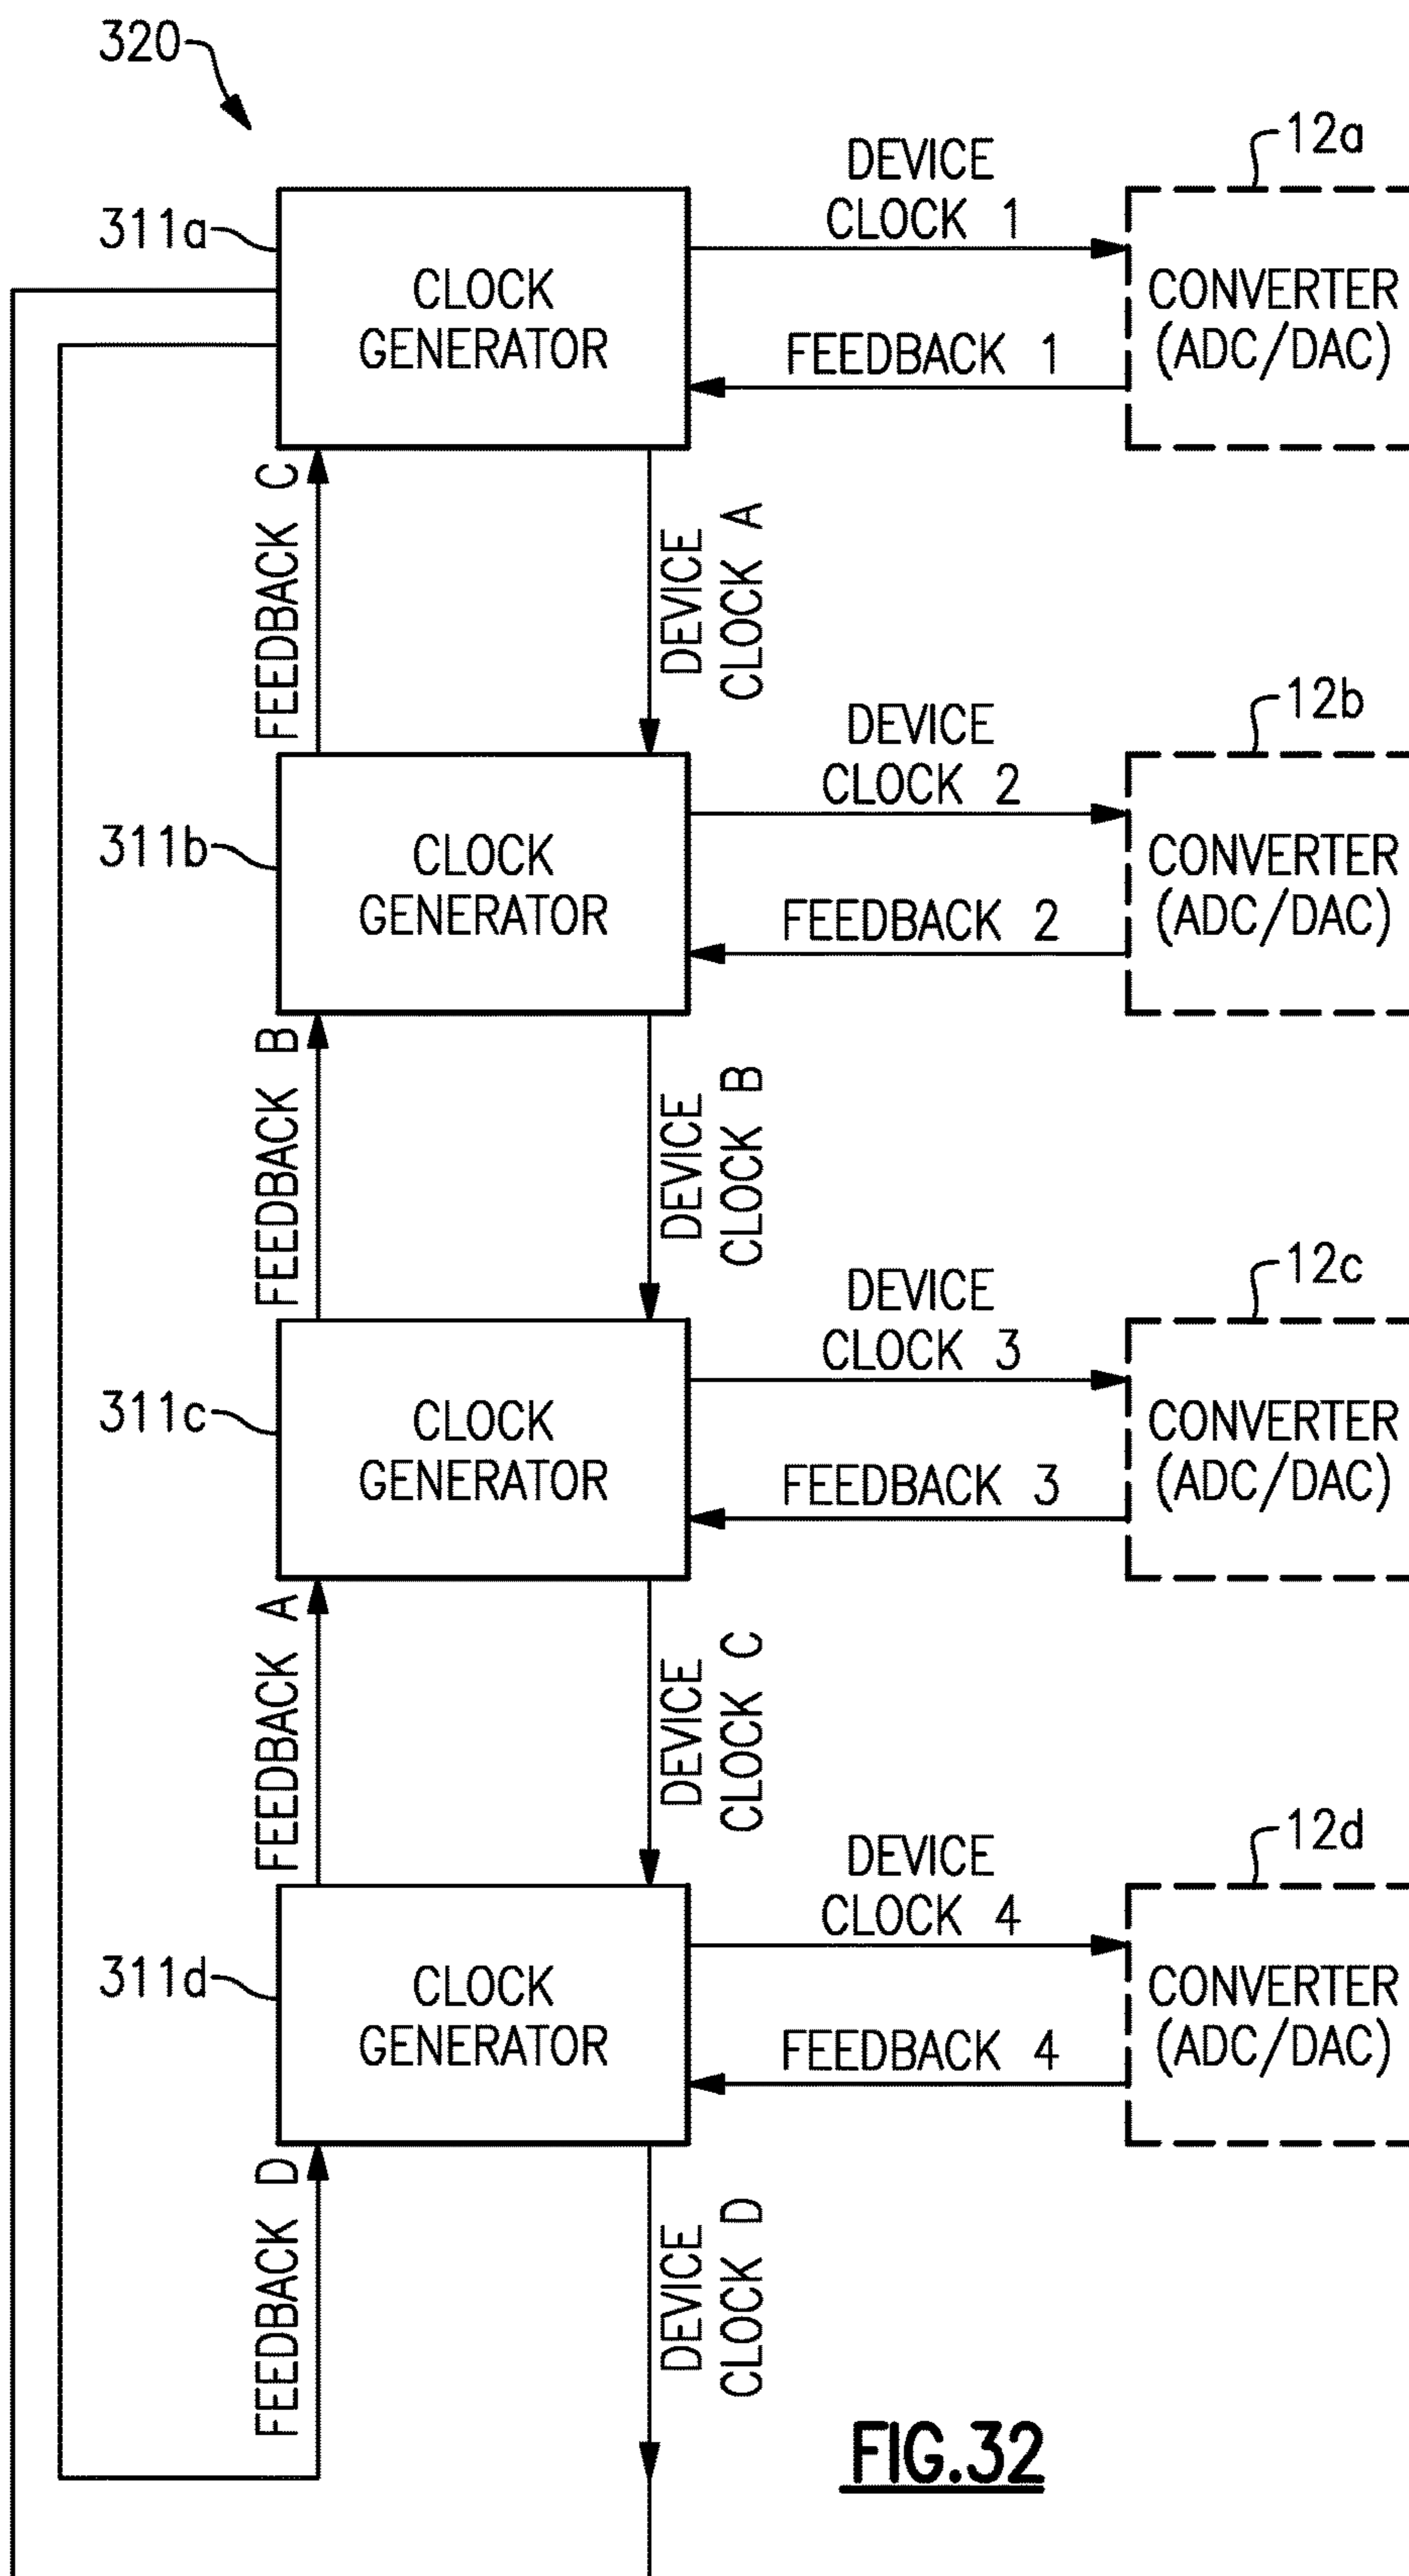 320
12a
DEVICE
CLOCK 1
311a
CLOCK
GENERATOR
CONVERTER
(ADC/DAC)
FEEDBACK 1
FEEDBACK C
DEVICE
CLOCK A
12b
DEVICE
CLOCK 2
311b
CLOCK
GENERATOR
CONVERTER
(ADC/DAC)
FEEDBACK 2
FEEDBACK B
DEVICE
CLOCK B
12c
DEVICE
CLOCK 3
311c
CLOCK
GENERATOR
CONVERTER
(ADC/DAC)
FEEDBACK 3
FEEDBACK A
DEVICE
CLOCK C
12d
DEVICE
CLOCK 4
311d
CLOCK
GENERATOR
CONVERTER
(ADC/DAC)
FEEDBACK 4
FEEDBACK D
DEVICE
CLOCK D
FIG.32